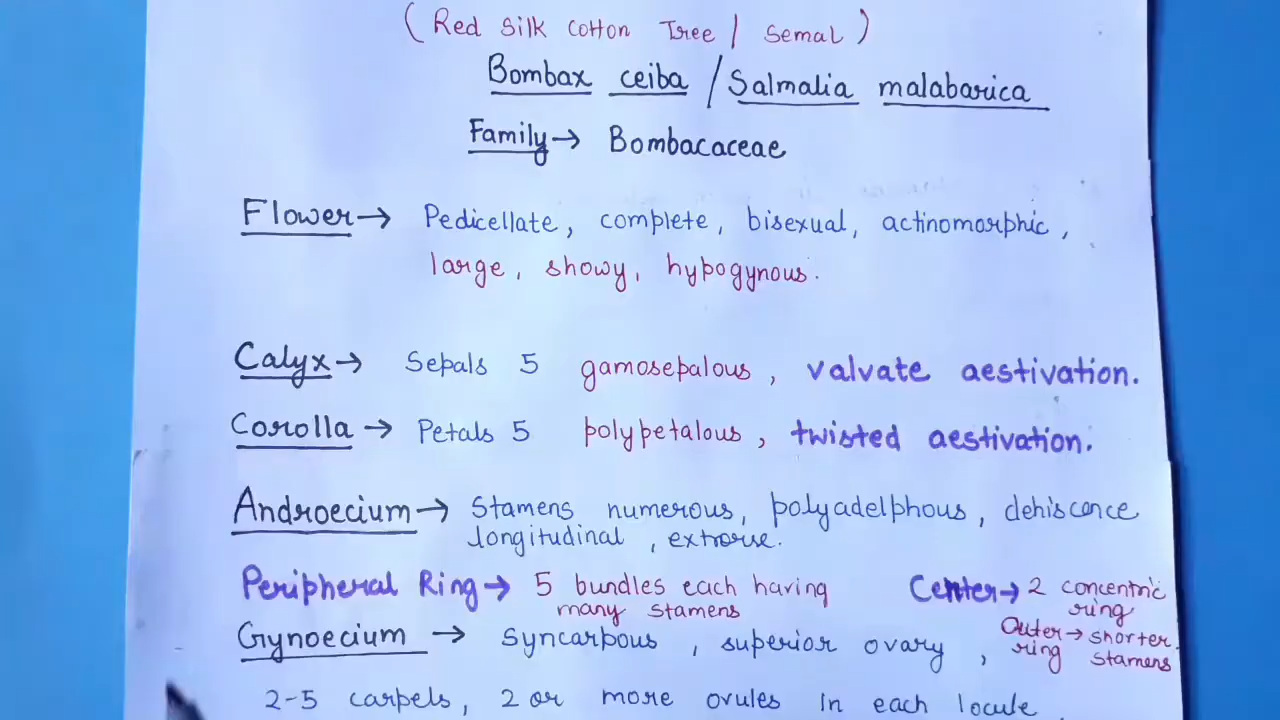 (Red Silk Cotton Tree / Semal)
Bombax ceiba / Salmalia malabarica
Family → Bombacaceae
Flower → Pedicellate, complete, bisexual, actinomorphic,
large, showy, hypogynous.
Calyx → Sepals 5 gamosepalous, valvate aestivation.
Corolla → Petals 5 polypetalous, twisted aestivation.
Androecium → Stamens numerous, polyadelphous, dehiscence
longitudinal, extrorse.
Peripheral Ring → 5 bundles each having
many stamens
Center → 2 concentric
ring
Outer → shorter
ring stamens
Gynoecium → Syncarpous, superior ovary,
2-5 carpels, 2 or more ovules in each locule